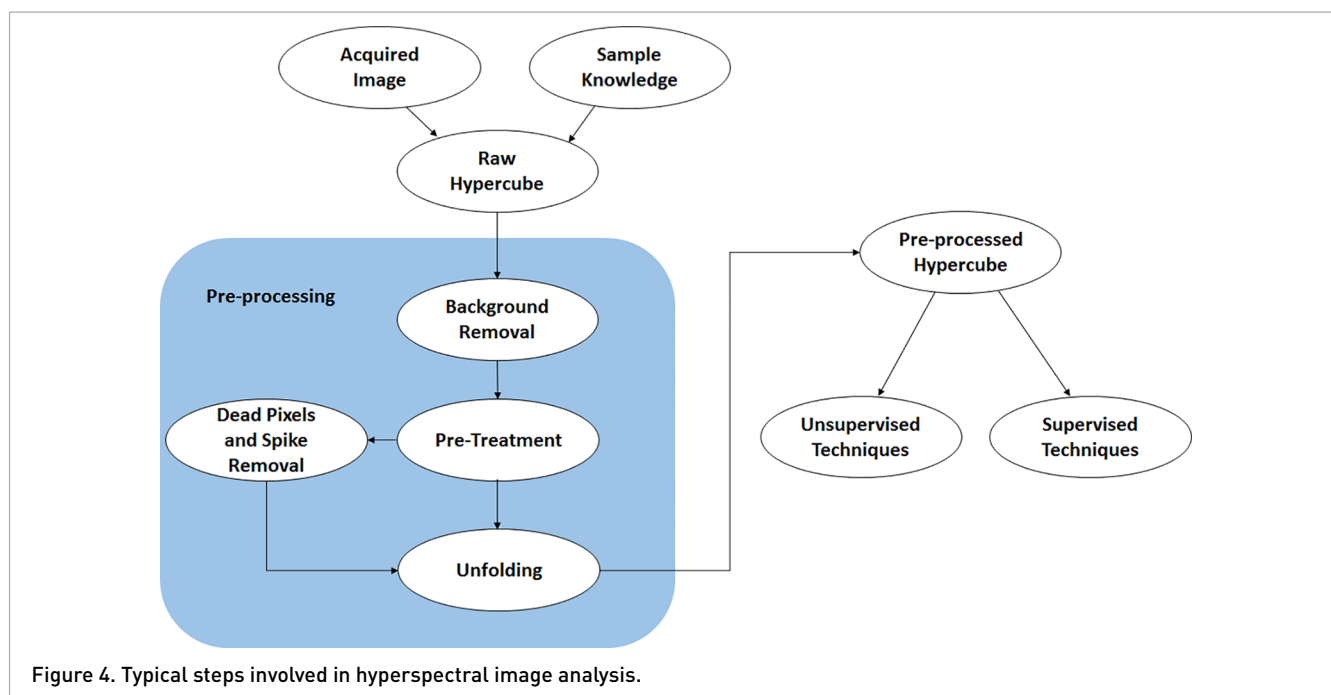 Acquired
Image
Sample
Knowledge
Raw
Hypercube
Pre-processing
Background
Removal
Dead Pixels
and Spike
Removal
Pre-Treatment
Unfolding
Pre-processed
Hypercube
Unsupervised
Techniques
Supervised
Techniques
Figure 4. Typical steps involved in hyperspectral image analysis.